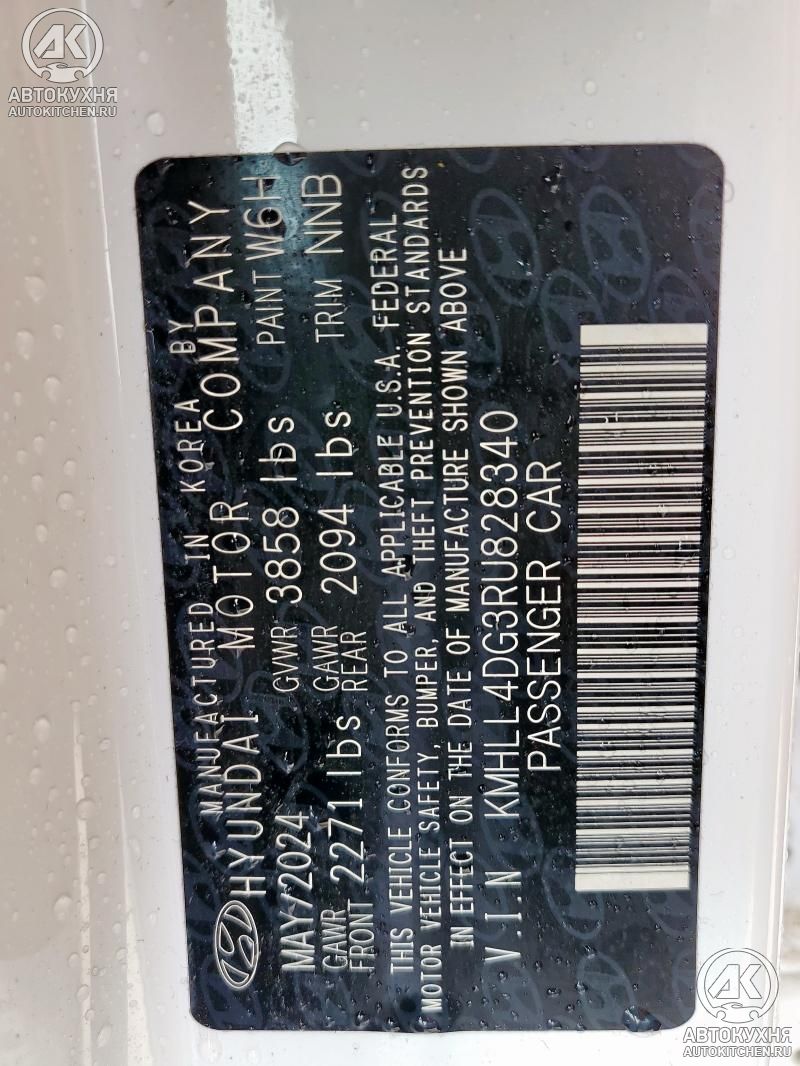 АК
АВТОКУХНЯ
AUTOKITCHEN.RU
MANUFACTURED IN KOREA BY
HYUNDAI MOTOR COMPANY
MAY/2024 GVWR 3858 lbs PAINT W6H
GAWR FRONT 2271 lbs GAWR REAR 2094 lbs TRIM NNB
THIS VEHICLE CONFORMS TO ALL APPLICABLE U.S.A. FEDERAL
MOTOR VEHICLE SAFETY, BUMPER AND THEFT PREVENTION STANDARDS
IN EFFECT ON THE DATE OF MANUFACTURE SHOWN ABOVE
V.I.N KMHLL4DG3RU828340
PASSENGER CAR
АК
АВТОКУХНЯ
AUTOKITCHEN.RU